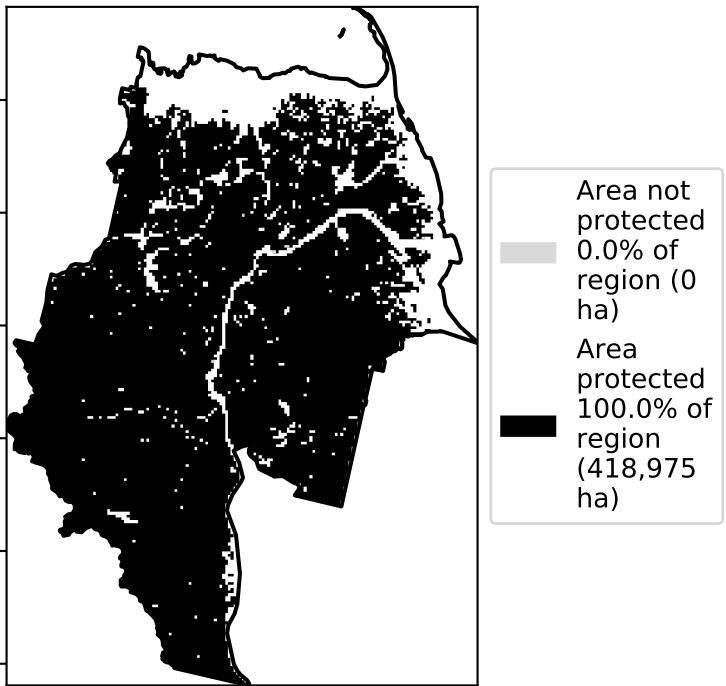 Area not
protected
0.0% of
region (0
ha)
Area
protected
100.0% of
region
(418,975
ha)